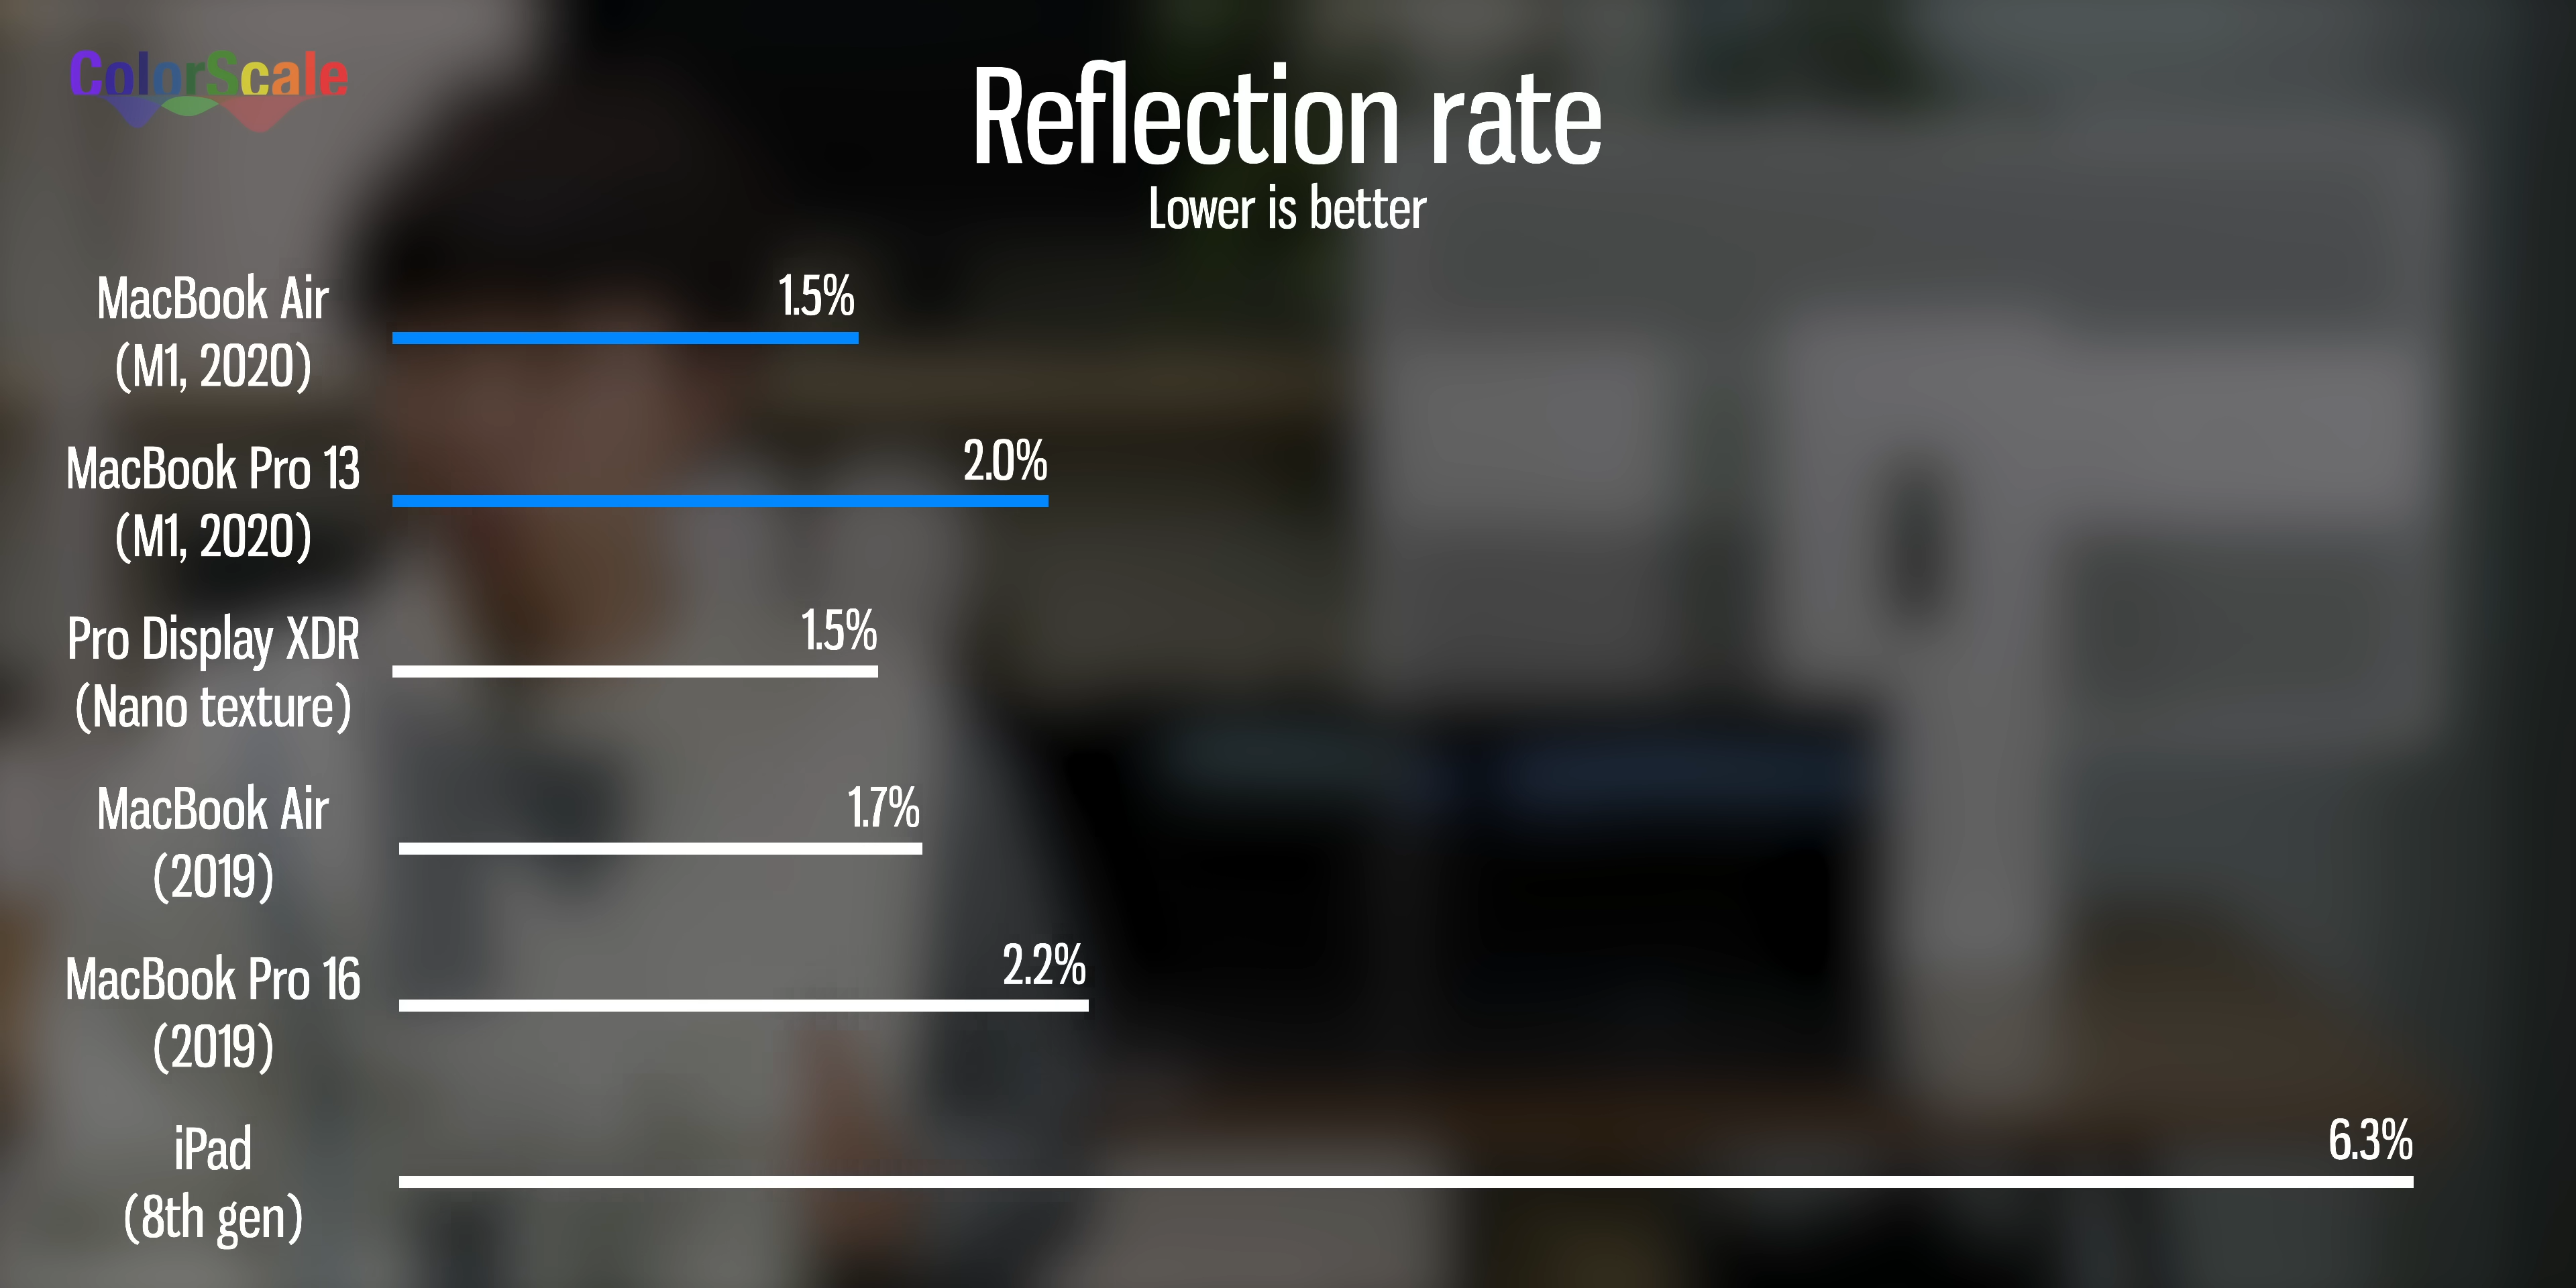 ColorScale
Reflection rate
Lower is better
MacBook Air
(M1, 2020)
1.5%
MacBook Pro 13
(M1, 2020)
2.0%
Pro Display XDR
(Nano texture)
1.5%
MacBook Air
(2019)
1.7%
MacBook Pro 16
(2019)
2.2%
iPad
(8th gen)
6.3%